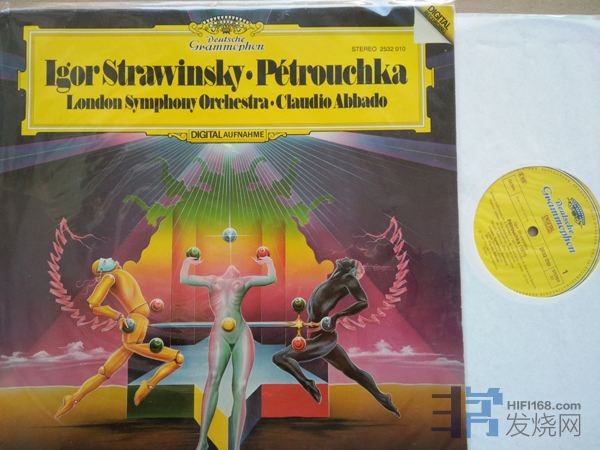 Deutsche
Grammophon
STEREO 2532 010
DIGITAL
Igor Strawinsky · Pétrouchka
London Symphony Orchestra · Claudio Abbado
DIGITAL AUFNAHME
Deutsche
Grammophon
1
HIFI168.com
发烧网